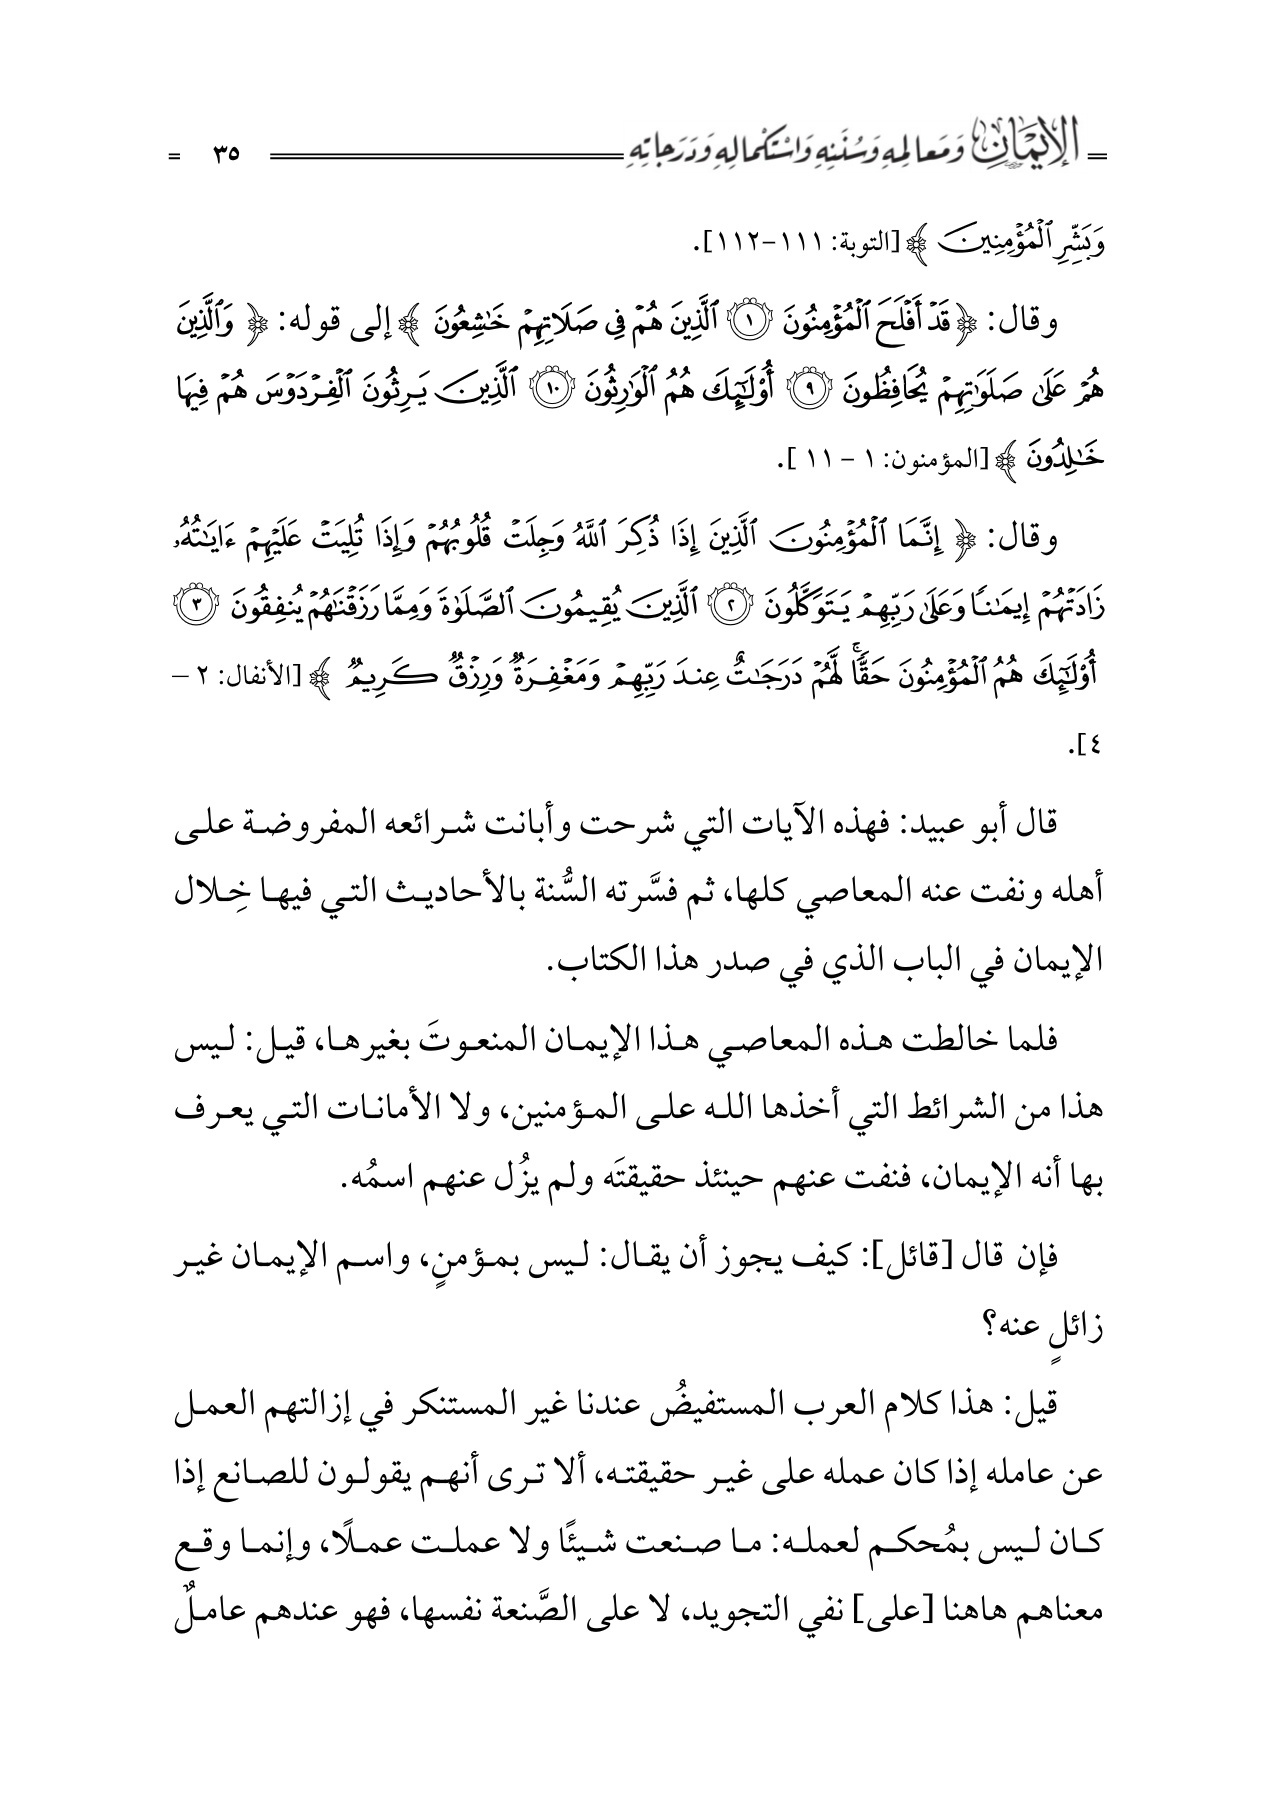 الإيمان ومعالمه وسننه واستكماله ودرجاته ٣٥
وَبَشِّرِ ٱلْمُؤْمِنِينَ ﴾ [التوبة: ١١١-١١٢].
وقال: ﴿ قَدْ أَفْلَحَ ٱلْمُؤْمِنُونَ ١ ٱلَّذِينَ هُمْ فِى صَلَاتِهِمْ خَٰشِعُونَ ﴾ إلى قوله: ﴿ وَٱلَّذِينَ
هُمْ عَلَىٰ صَلَوَٰتِهِمْ يُحَافِظُونَ ٩ أُو۟لَٰٓئِكَ هُمُ ٱلْوَٰرِثُونَ ١٠ ٱلَّذِينَ يَرِثُونَ ٱلْفِرْدَوْسَ هُمْ فِيهَا
خَٰلِدُونَ ﴾ [المؤمنون: ١ – ١١ ].
وقال: ﴿ إِنَّمَا ٱلْمُؤْمِنُونَ ٱلَّذِينَ إِذَا ذُكِرَ ٱللَّهُ وَجِلَتْ قُلُوبُهُمْ وَإِذَا تُلِيَتْ عَلَيْهِمْ ءَايَٰتُهُۥ
زَادَتْهُمْ إِيمَٰنًا وَعَلَىٰ رَبِّهِمْ يَتَوَكَّلُونَ ٢ ٱلَّذِينَ يُقِيمُونَ ٱلصَّلَوٰةَ وَمِمَّا رَزَقْنَٰهُمْ يُنفِقُونَ ٣
أُو۟لَٰٓئِكَ هُمُ ٱلْمُؤْمِنُونَ حَقًّۭا ۚ لَّهُمْ دَرَجَٰتٌ عِندَ رَبِّهِمْ وَمَغْفِرَةٌۭ وَرِزْقٌۭ كَرِيمٌۭ ﴾ [الأنفال: ٢ –
٤].
قال أبو عبيد: فهذه الآيات التي شرحت وأبانت شرائعه المفروضة على
أهله ونفت عنه المعاصي كلها، ثم فسَّرته السُّنة بالأحاديث التي فيها خِلال
الإيمان في الباب الذي في صدر هذا الكتاب.
فلما خالطت هذه المعاصي هذا الإيمان المنعوتَ بغيرها، قيل: ليس
هذا من الشرائط التي أخذها الله على المؤمنين، ولا الأمانات التي يعرف
بها أنه الإيمان، فنفت عنهم حينئذ حقيقتَه ولم يزُل عنهم اسمُه.
فإن قال [قائل]: كيف يجوز أن يقال: ليس بمؤمنٍ، واسم الإيمان غير
زائلٍ عنه؟
قيل: هذا كلام العرب المستفيضُ عندنا غير المستنكر في إزالتهم العمل
عن عامله إذا كان عمله على غير حقيقته، ألا ترى أنهم يقولون للصانع إذا
كان ليس بمُحكم لعمله: ما صنعت شيئًا ولا عملت عملًا، وإنما وقع
معناهم هاهنا [على] نفي التجويد، لا على الصَّنعة نفسها، فهو عندهم عاملٌ